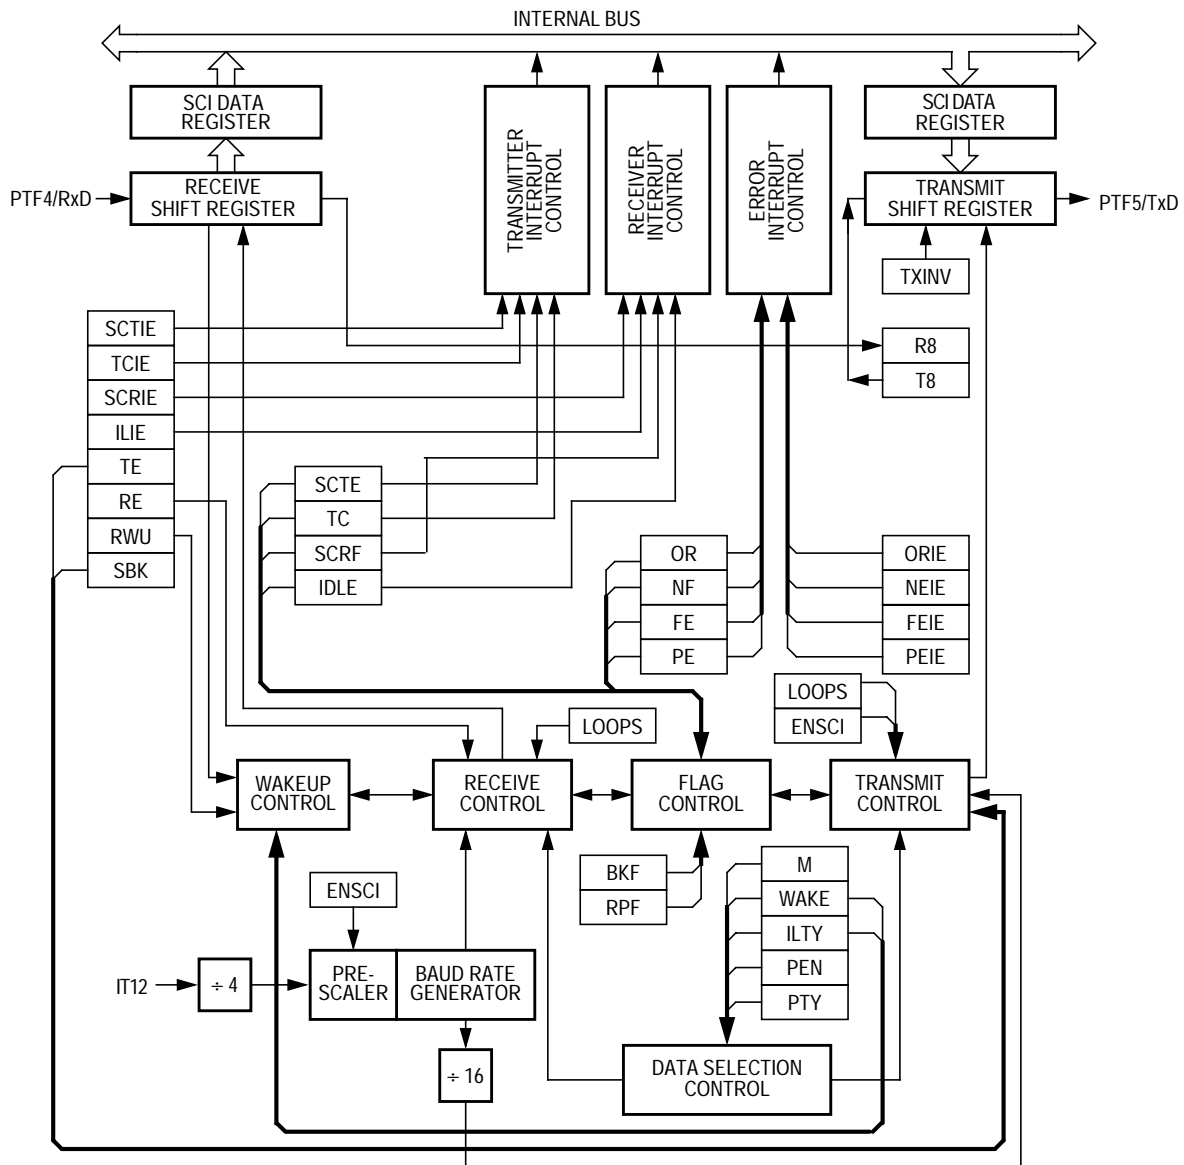 INTERNAL BUS
SCI DATA
REGISTER
SCI DATA
REGISTER
TRANSMITTER
INTERRUPT
CONTROL
RECEIVER
INTERRUPT
CONTROL
ERROR
INTERRUPT
CONTROL
PTF4/RxD
RECEIVE
SHIFT REGISTER
TRANSMIT
SHIFT REGISTER
PTF5/TxD
TXINV
SCTIE
TCIE
SCRIE
ILIE
TE
RE
RWU
SBK
R8
T8
SCTE
TC
SCRF
IDLE
OR
NF
FE
PE
ORIE
NEIE
FEIE
PEIE
LOOPS
LOOPS
ENSCI
WAKEUP
CONTROL
RECEIVE
CONTROL
FLAG
CONTROL
TRANSMIT
CONTROL
BKF
RPF
M
WAKE
ILTY
PEN
PTY
ENSCI
IT12
÷ 4
PRE-
SCALER
BAUD RATE
GENERATOR
÷ 16
DATA SELECTION
CONTROL